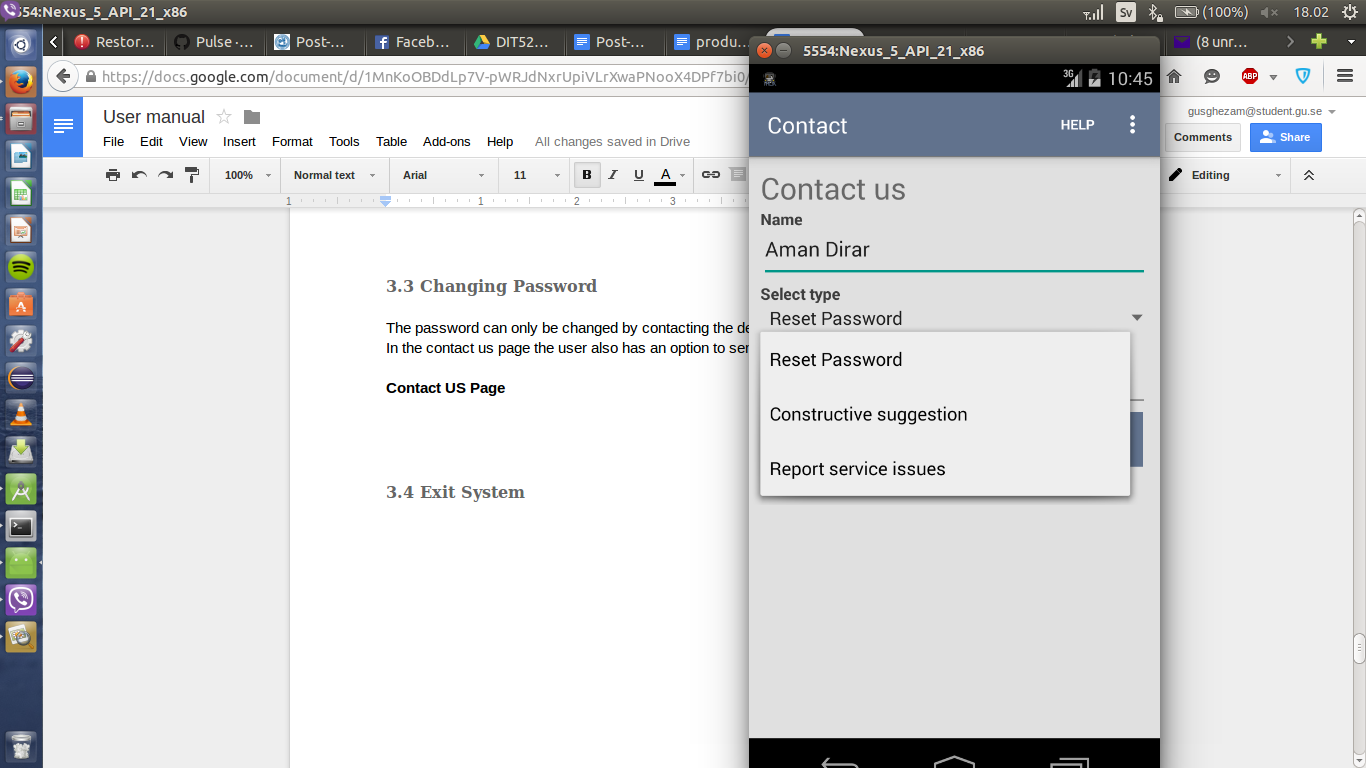 5554:Nexus_5_API_21_x86
Sv (100%) 18.02
Restor... Pulse -... Post-... Faceb... DIT52... Post-... produ... (8 unr...
https://docs.google.com/document/d/1MnKoOBDdLp7V-pWRJdNxrUpiVLrXwaPNooX4DPf7bi0/
ABP
User manual
gusghezam@student.gu.se
File Edit View Insert Format Table Tools Add-ons Help All changes saved in Drive
Comments Share
100% Normal text Arial 11 B I U A Editing
1 1 2 3
3.3 Changing Password
The password can only be changed by contacting the de
In the contact us page the user also has an option to ser
Contact US Page
3.4 Exit System
5554:Nexus_5_API_21_x86
3G 10:45
Contact HELP
Contact us
Name
Aman Dirar
Select type
Reset Password
Reset Password
Constructive suggestion
Report service issues